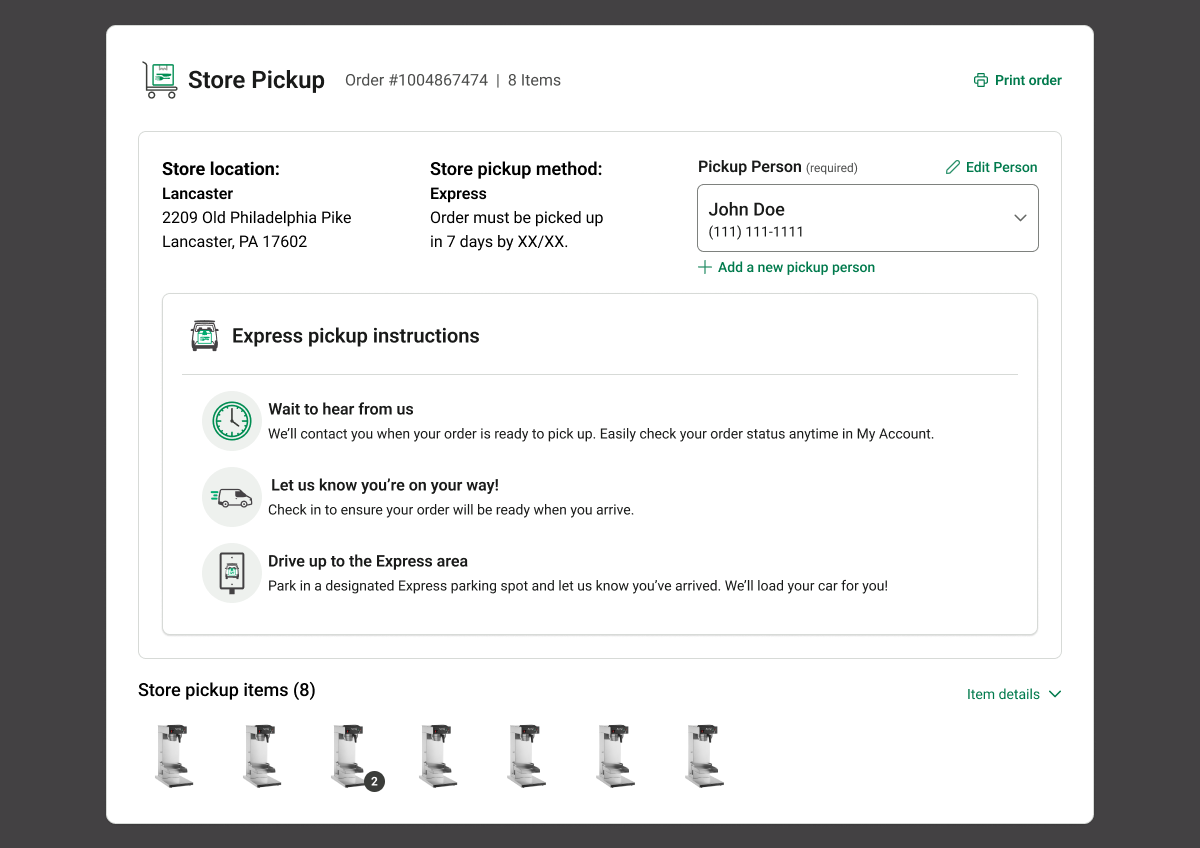 Store Pickup
Order #1004867474 | 8 Items
Print order
Store location:
Lancaster
2209 Old Philadelphia Pike
Lancaster, PA 17602
Store pickup method:
Express
Order must be picked up
in 7 days by XX/XX.
Pickup Person (required)
Edit Person
John Doe
(111) 111-1111
Add a new pickup person
Express pickup instructions
Wait to hear from us
We’ll contact you when your order is ready to pick up. Easily check your order status anytime in My Account.
Let us know you’re on your way!
Check in to ensure your order will be ready when you arrive.
Drive up to the Express area
Park in a designated Express parking spot and let us know you’ve arrived. We’ll load your car for you!
Store pickup items (8)
Item details
2